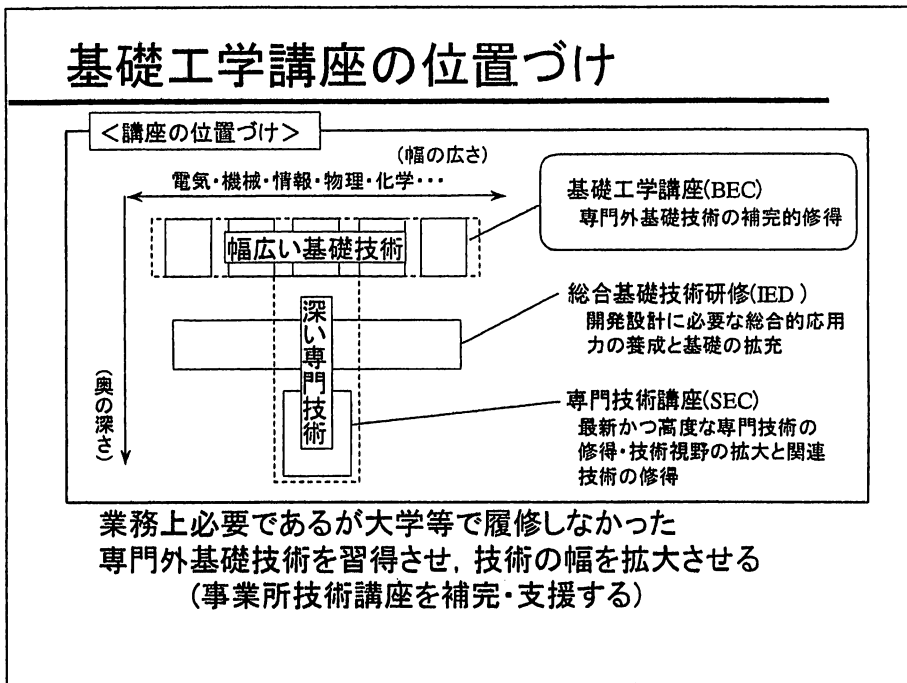 基礎工学講座の位置づけ
＜講座の位置づけ＞
(幅の広さ)
電気・機械・情報・物理・化学・・・
(奥の深さ)
幅広い基礎技術
深い専門技術
基礎工学講座(BEC)
専門外基礎技術の補完的修得
総合基礎技術研修(IED)
開発設計に必要な総合的応用
力の養成と基礎の拡充
専門技術講座(SEC)
最新かつ高度な専門技術の
修得・技術視野の拡大と関連
技術の修得
業務上必要であるが大学等で履修しなかった
専門外基礎技術を習得させ，技術の幅を拡大させる
(事業所技術講座を補完・支援する)